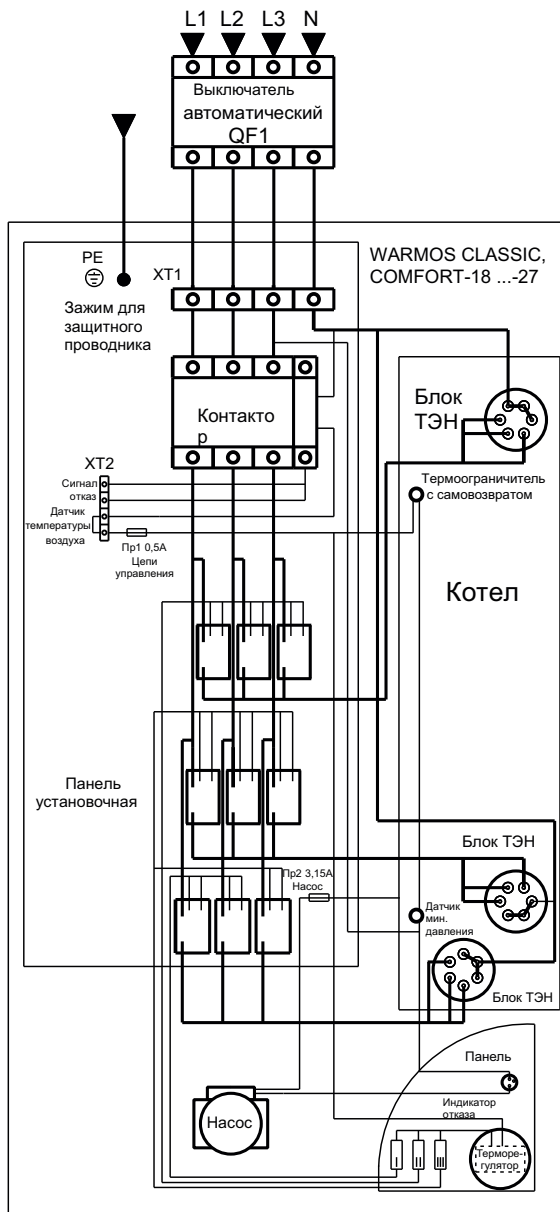 L1 L2 L3 N
Выключатель
автоматический
QF1
PE
XT1
WARMOS CLASSIC,
COMFORT-18 ...-27
Зажим для
защитного
проводника
Контакто
р
Блок
ТЭН
XT2
Сигнал
отказ
Датчик
температуры
воздуха
Пр1 0,5А
Цепи
управления
Термоограничитель
с самовозвратом
Котел
Панель
установочная
Блок ТЭН
Пр2 3,15А
Насос
Датчик
мин.
давления
Блок ТЭН
Панель
Индикатор
отказа
Насос
I II III
Терморе-
гулятор